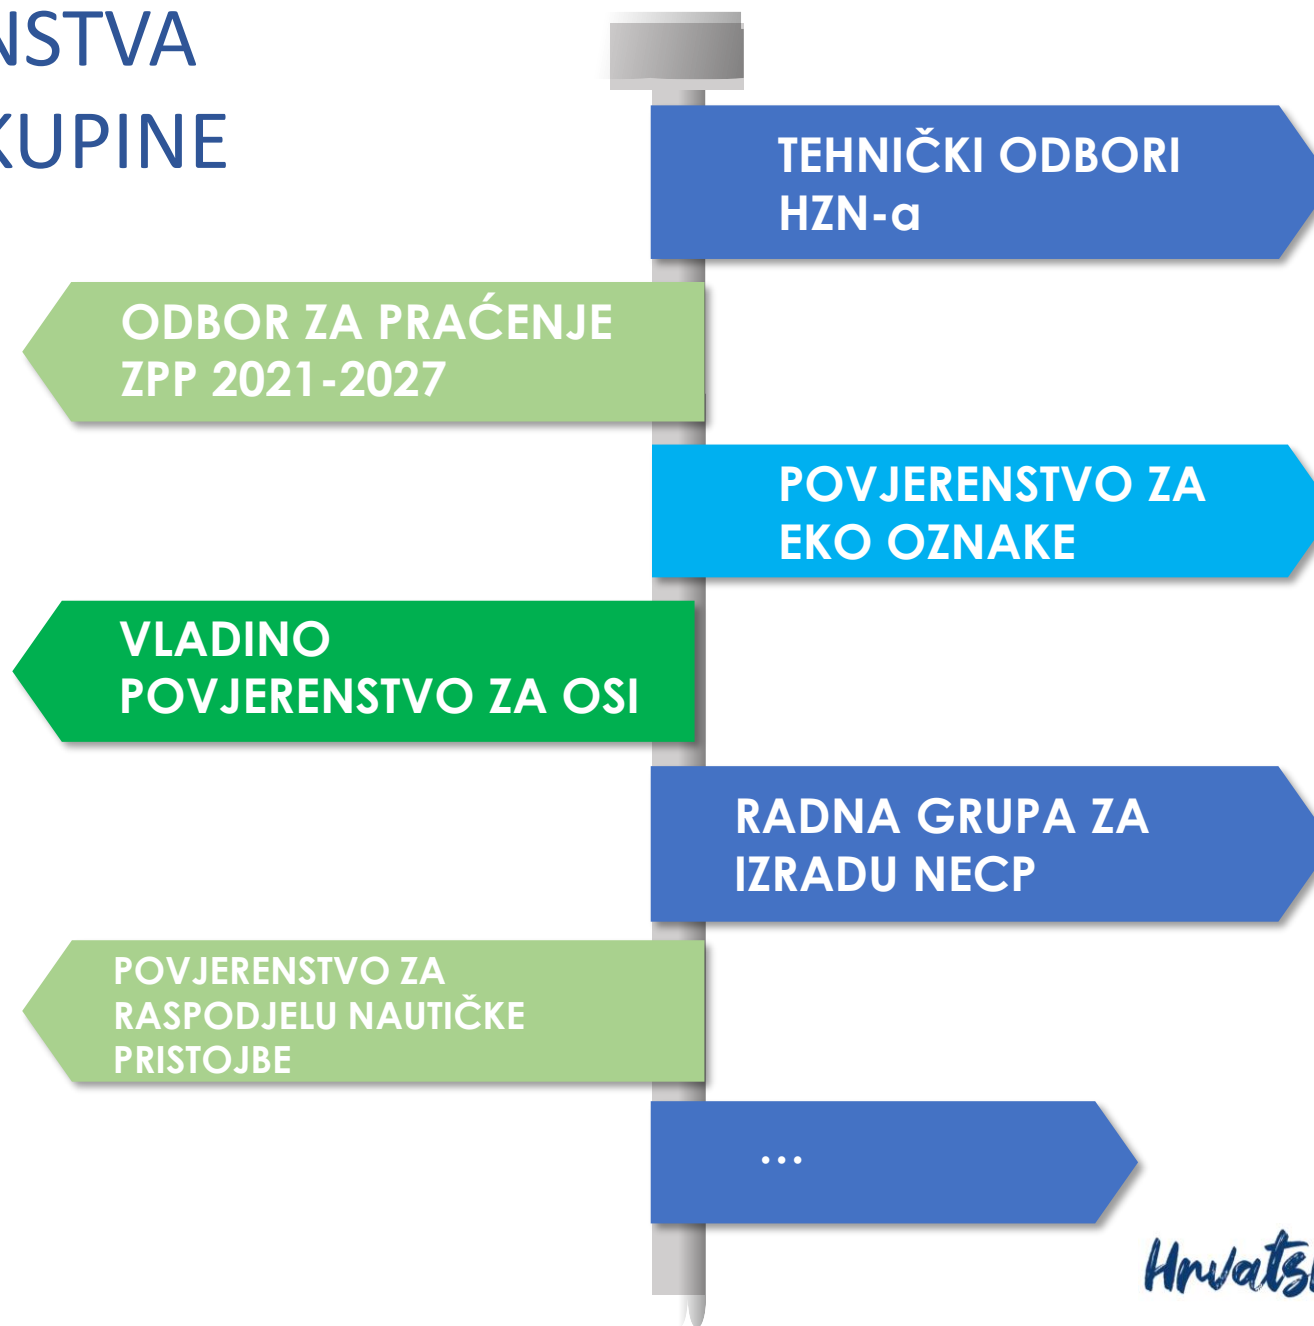 NSTVA
KUPINE
TEHNIČKI ODBORI
HZN-a
ODBOR ZA PRAĆENJE
ZPP 2021-2027
POVJERENSTVO ZA
EKO OZNAKE
VLADINO
POVJERENSTVO ZA OSI
RADNA GRUPA ZA
IZRADU NECP
POVJERENSTVO ZA
RASPODJELU NAUTIČKE
PRISTOJBE
...
Hrvats